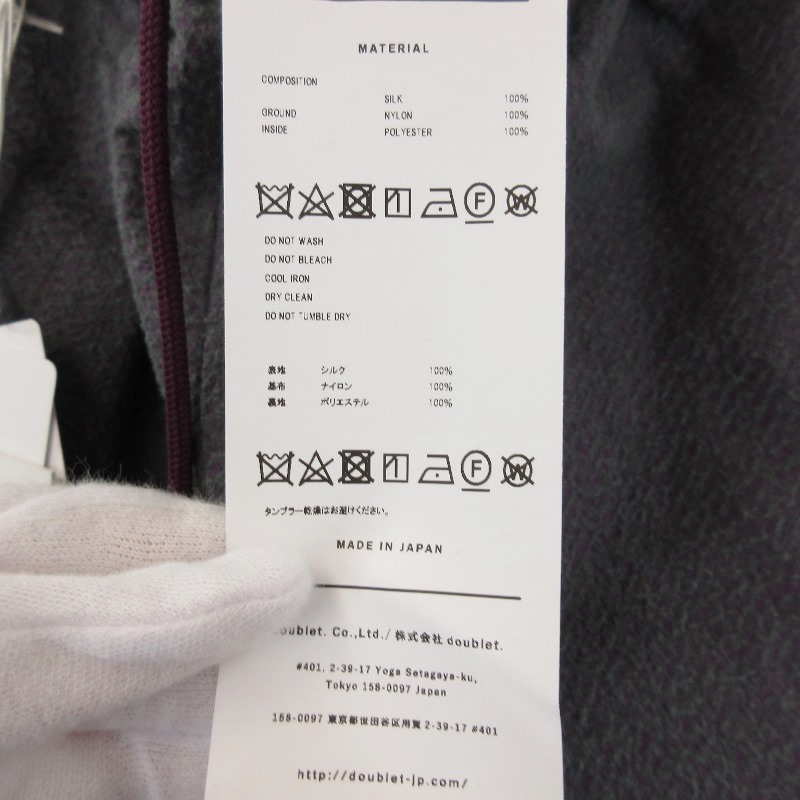 MATERIAL
COMPOSITION
SILK 100%
GROUND NYLON 100%
INSIDE POLYESTER 100%
F W
DO NOT WASH
DO NOT BLEACH
COOL IRON
DRY CLEAN
DO NOT TUMBLE DRY
表地 シルク 100%
基布 ナイロン 100%
裏地 ポリエステル 100%
F W
タンブラー乾燥はお避けください。
MADE IN JAPAN
doublet. Co.,Ltd./ 株式会社 doublet.
#401, 2-39-17 Yoga Setagaya-ku,
Tokyo 158-0097 Japan
158-0097 東京都世田谷区用賀 2-39-17 #401
http://doublet-jp.com/